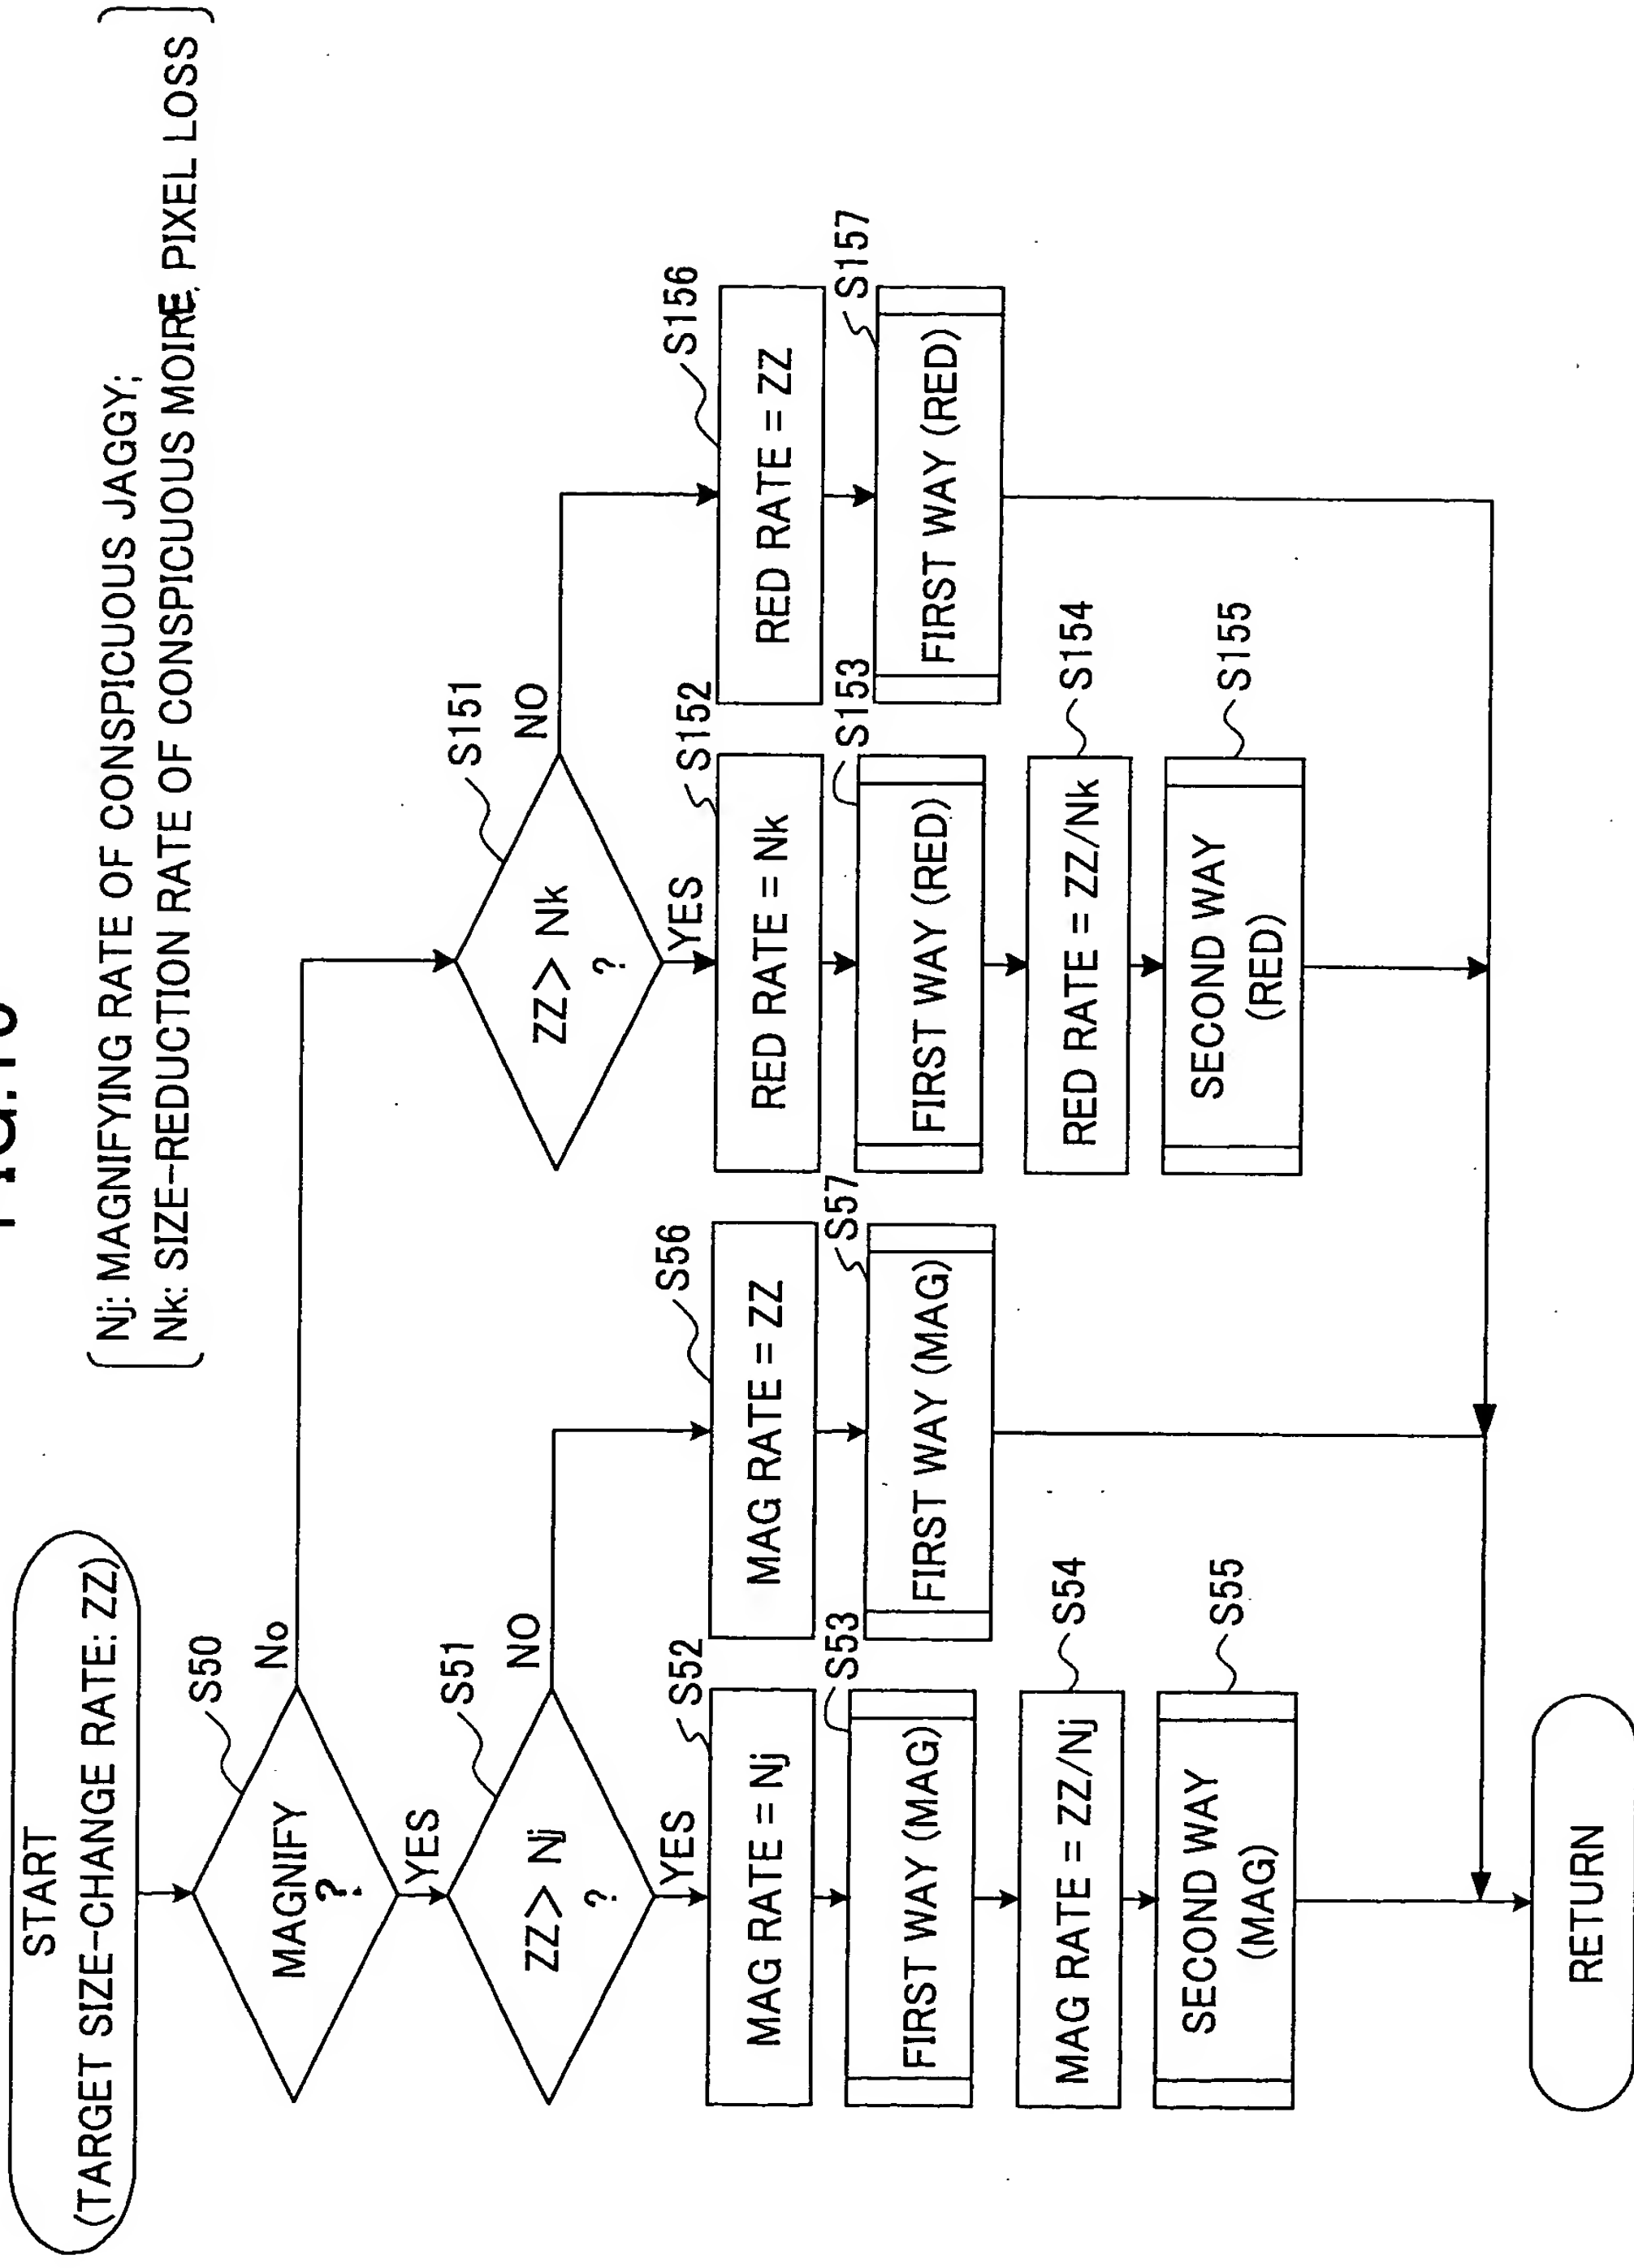 Nj: MAGNIFYING RATE OF CONSPICUOUS JAGGY;
Nk: SIZE-REDUCTION RATE OF CONSPICUOUS MOIRE, PIXEL LOSS
START
(TARGET SIZE-CHANGE RATE: ZZ)
S50
MAGNIFY
?
No
YES
S51
ZZ> Nj
?
NO
YES
S52
MAG RATE = Nj
S53
FIRST WAY (MAG)
S54
MAG RATE = ZZ/Nj
S55
SECOND WAY
(MAG)
S56
MAG RATE = ZZ
S57
FIRST WAY (MAG)
S151
ZZ> Nk
?
NO
YES
S152
RED RATE = Nk
S153
FIRST WAY (RED)
S154
RED RATE = ZZ/Nk
S155
SECOND WAY
(RED)
S156
RED RATE = ZZ
S157
FIRST WAY (RED)
RETURN